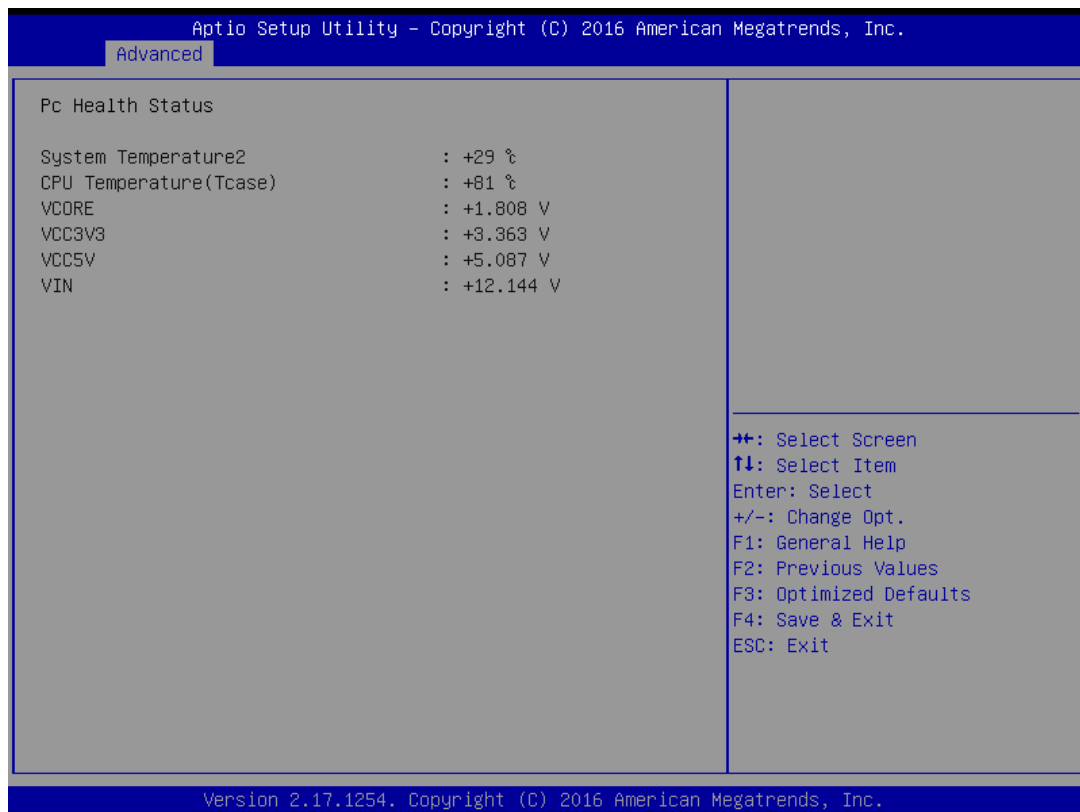 Aptio Setup Utility – Copyright (C) 2016 American Megatrends, Inc.
Advanced
Pc Health Status
System Temperature2 : +29 ℃
CPU Temperature(Tcase) : +81 ℃
VCORE : +1.808 V
VCC3V3 : +3.363 V
VCC5V : +5.087 V
VIN : +12.144 V
→←: Select Screen
↑↓: Select Item
Enter: Select
+/-: Change Opt.
F1: General Help
F2: Previous Values
F3: Optimized Defaults
F4: Save & Exit
ESC: Exit
Version 2.17.1254. Copyright (C) 2016 American Megatrends, Inc.